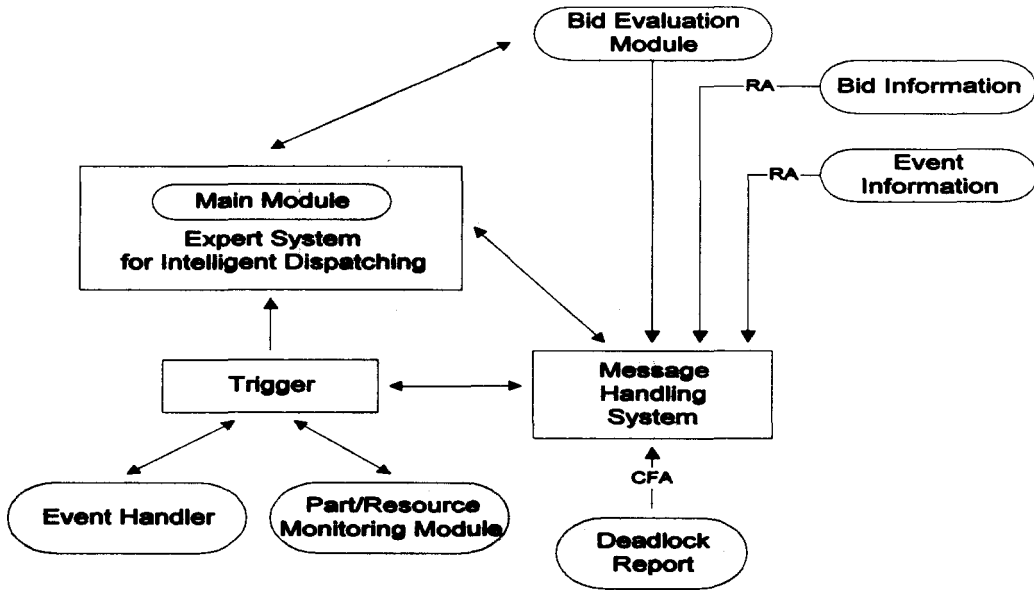 Bid Evaluation
Module
RA
Bid Information
RA
Event
Information
Main Module
Expert System
for Intelligent Dispatching
Trigger
Message
Handling
System
CFA
Event Handler
Part/Resource
Monitoring Module
Deadlock
Report